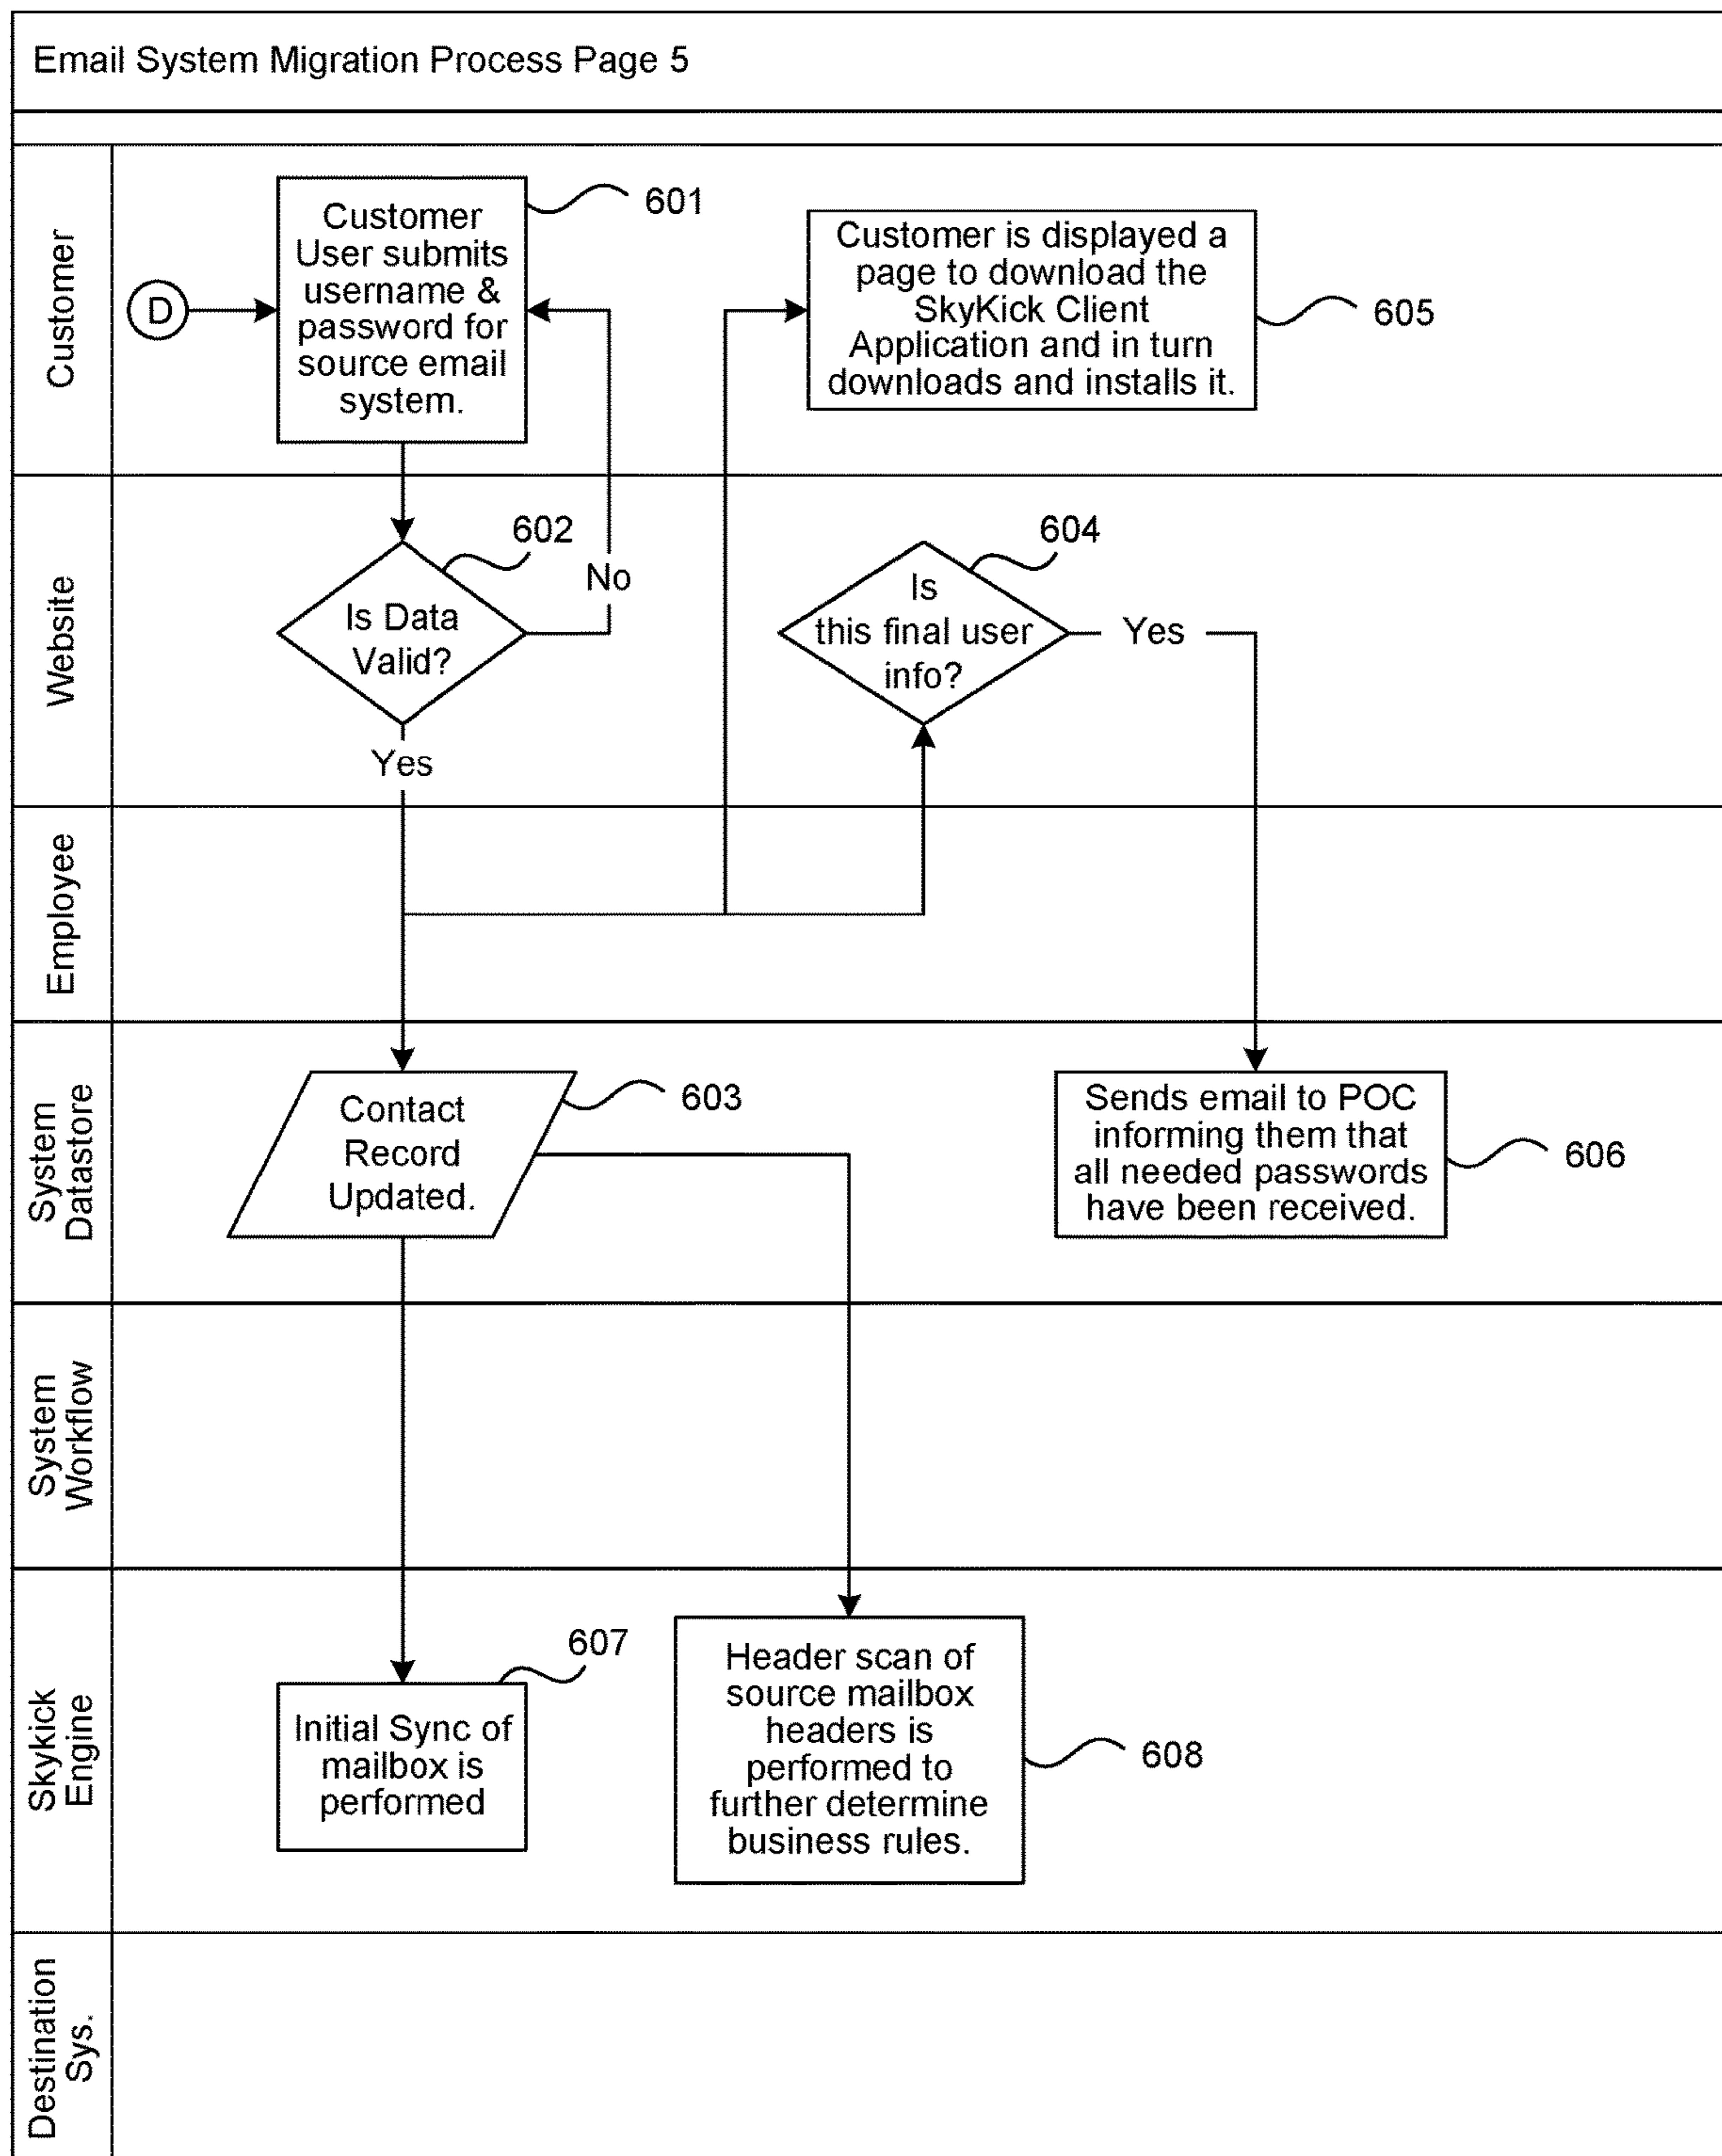 Email System Migration Process Page 5
Customer
D
Customer
User submits
username &
password for
source email
system.
601
Customer is displayed a
page to download the
SkyKick Client
Application and in turn
downloads and installs it.
605
Website
Is Data
Valid?
602
No
Yes
Is
this final user
info?
604
Yes
Employee
System
Datastore
Contact
Record
Updated.
603
Sends email to POC
informing them that
all needed passwords
have been received.
606
System
Workflow
Skykick
Engine
Initial Sync of
mailbox is
performed
607
Header scan of
source mailbox
headers is
performed to
further determine
business rules.
608
Destination
Sys.